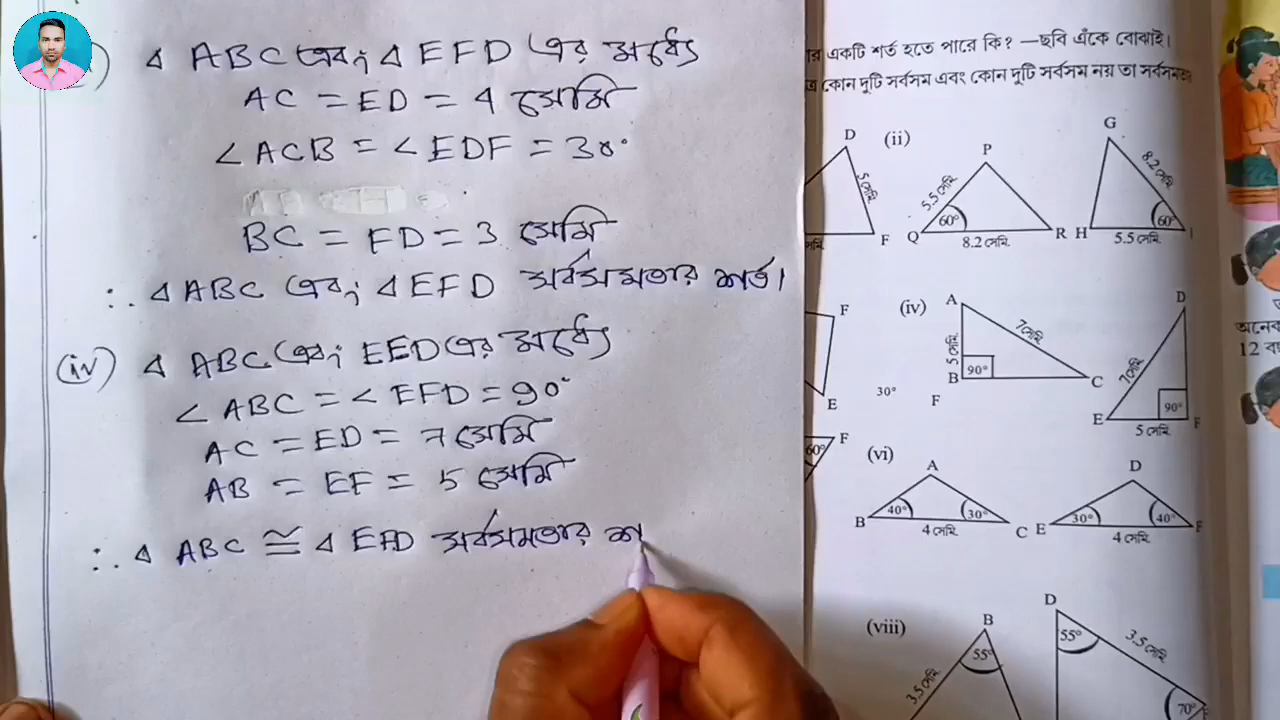 ∆ ABC এবং ∆ EFD এর মধ্যে
AC = ED = 4 সেমি
∠ACB = ∠EDF = 30°
BC = FD = 3 সেমি
∴ ∆ ABC এবং ∆ EFD সর্বসমতার শর্ত।
(iv) ∆ ABC এবং EED এর মধ্যে
∠ ABC = ∠ EFD = 90°
AC = ED = 7 সেমি
AB = EF = 5 সেমি
∴ ∆ ABC ≅ ∆ EFD সর্বসমতার শ
একটি শর্ত হতে পারে কি? —ছবি এঁকে বোঝাই।
কোন দুটি সর্বসম এবং কোন দুটি সর্বসম নয় তা
D
5 সেমি
F
(ii)
P
5.5 সেমি
60°
Q
8.2 সেমি
R
G
8.2 সেমি
60°
H
5.5 সেমি
F
E
30°
F
(iv)
A
7 সেমি
5 সেমি
90°
B
C
D
7 সেমি
90°
E
5 সেমি
F
60°
F
(vi)
A
40°
30°
B
4 সেমি
C
D
30°
40°
E
4 সেমি
F
(viii)
B
55°
3.5 সেমি
D
55°
3.5 সেমি
70°
অনেক
12